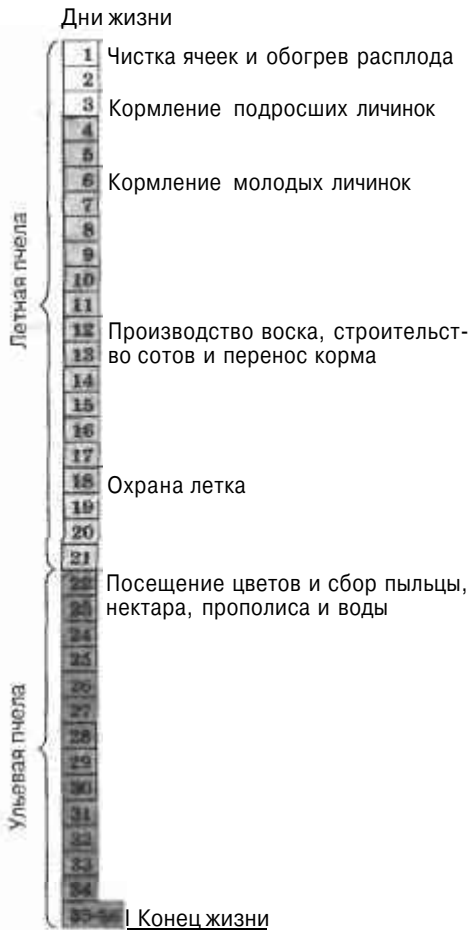 Дни жизни
1 Чистка ячеек и обогрев расплода
2
3 Кормление подросших личинок
4
5
6 Кормление молодых личинок
7
8
9
10
11
12 Производство воска, строительст-
13 во сотов и перенос корма
14
15
16
17
18 Охрана летка
19
20
21
22 Посещение цветов и сбор пыльцы,
23 нектара, прополиса и воды
24
25
26
27
28
29
30
31
32
33
34
Конец жизни
Летная пчела
Ульевая пчела